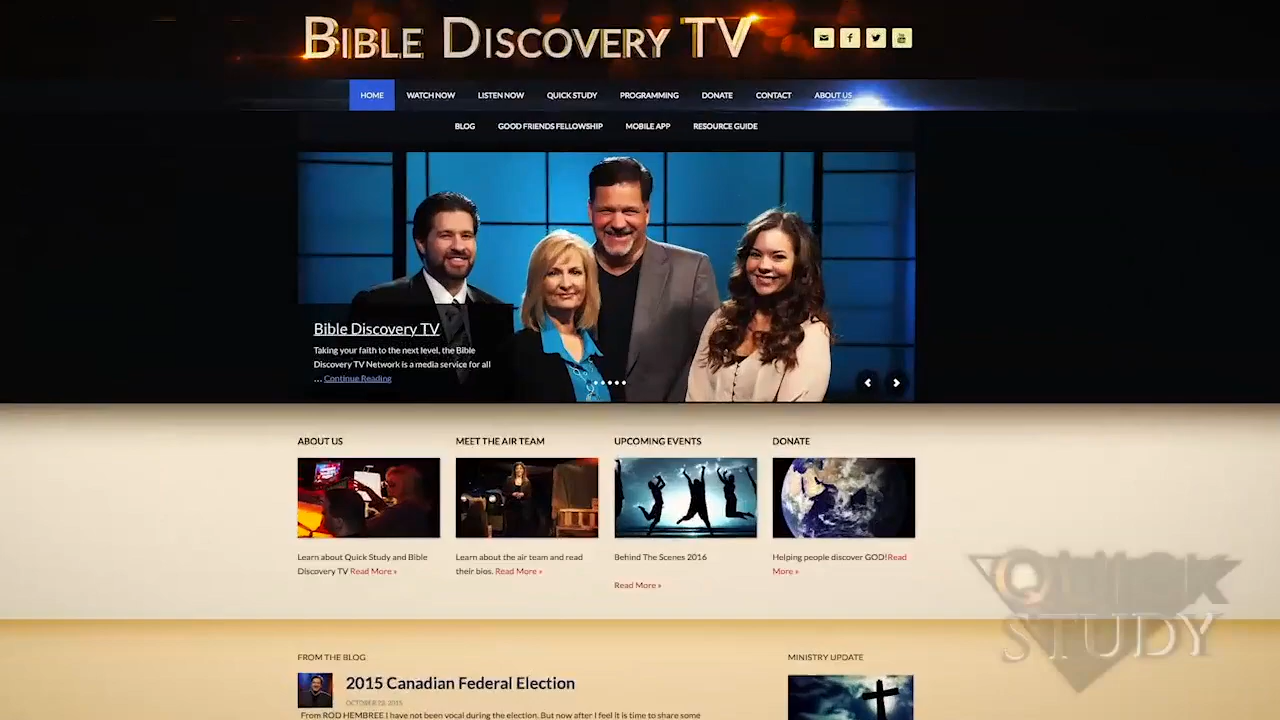 BIBLE DISCOVERY TV
HOME WATCH NOW LISTEN NOW QUICK STUDY PROGRAMMING DONATE CONTACT ABOUT US
BLOG GOOD FRIENDS FELLOWSHIP MOBILE APP RESOURCE GUIDE
Bible Discovery TV
Taking your faith to the next level, the Bible
Discovery TV Network is a media service for all
... Continue Reading
ABOUT US MEET THE AIR TEAM UPCOMING EVENTS DONATE
Learn about Quick Study and Bible
Discovery TV Read More »
Learn about the air team and read
their bios. Read More »
Behind The Scenes 2016
Read More »
Helping people discover GOD!Read
More »
QUICK
STUDY
FROM THE BLOG
2015 Canadian Federal Election
OCTOBER 23, 2015
From ROD HEMBREE I have not been vocal during the election. But now after I feel it is time to share some
MINISTRY UPDATE